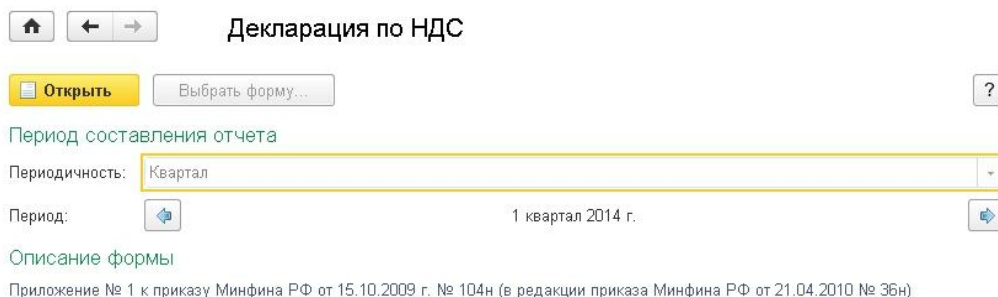 Декларация по НДС
Открыть Выбрать форму... ?
Период составления отчета
Периодичность: Квартал
Период: 1 квартал 2014 г.
Описание формы
Приложение № 1 к приказу Минфина РФ от 15.10.2009 г. № 104н (в редакции приказа Минфина РФ от 21.04.2010 № 36н)